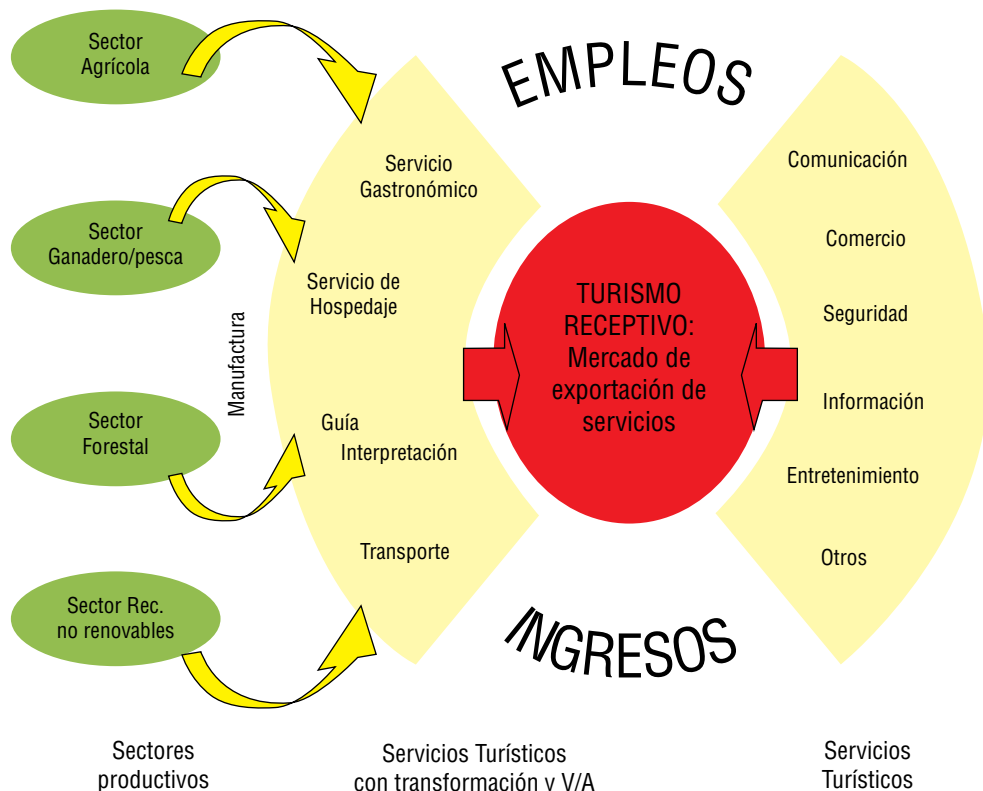 Sector
Agrícola
Sector
Ganadero/pesca
Sector
Forestal
Sector Rec.
no renovables
Manufactura
Servicio
Gastronómico
Servicio de
Hospedaje
Guía
Interpretación
Transporte
EMPLEOS
TURISMO
RECEPTIVO:
Mercado de
exportación de
servicios
INGRESOS
Comunicación
Comercio
Seguridad
Información
Entretenimiento
Otros
Sectores
productivos
Servicios Turísticos
con transformación y V/A
Servicios
Turísticos